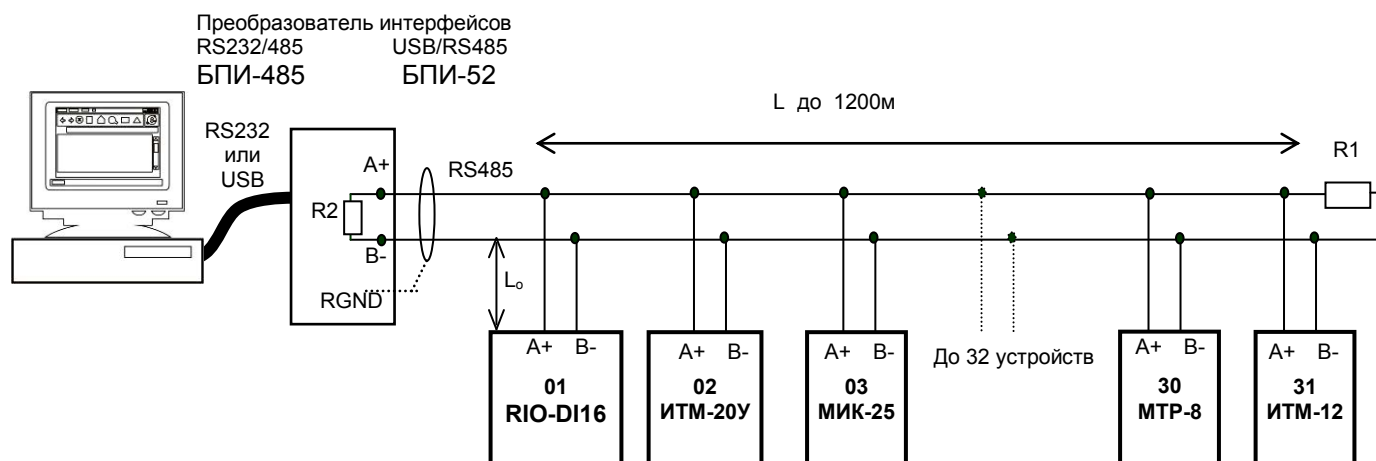 Преобразователь интерфейсов
RS232/485 USB/RS485
БПИ-485 БПИ-52
L до 1200м
RS232
или
USB
A+
RS485
R1
R2
B-
RGND
Lо
A+ B-
01
RIO-DI16
A+ B-
02
ИТМ-20У
A+ B-
03
МИК-25
До 32 устройств
A+ B-
30
МТР-8
A+ B-
31
ИТМ-12